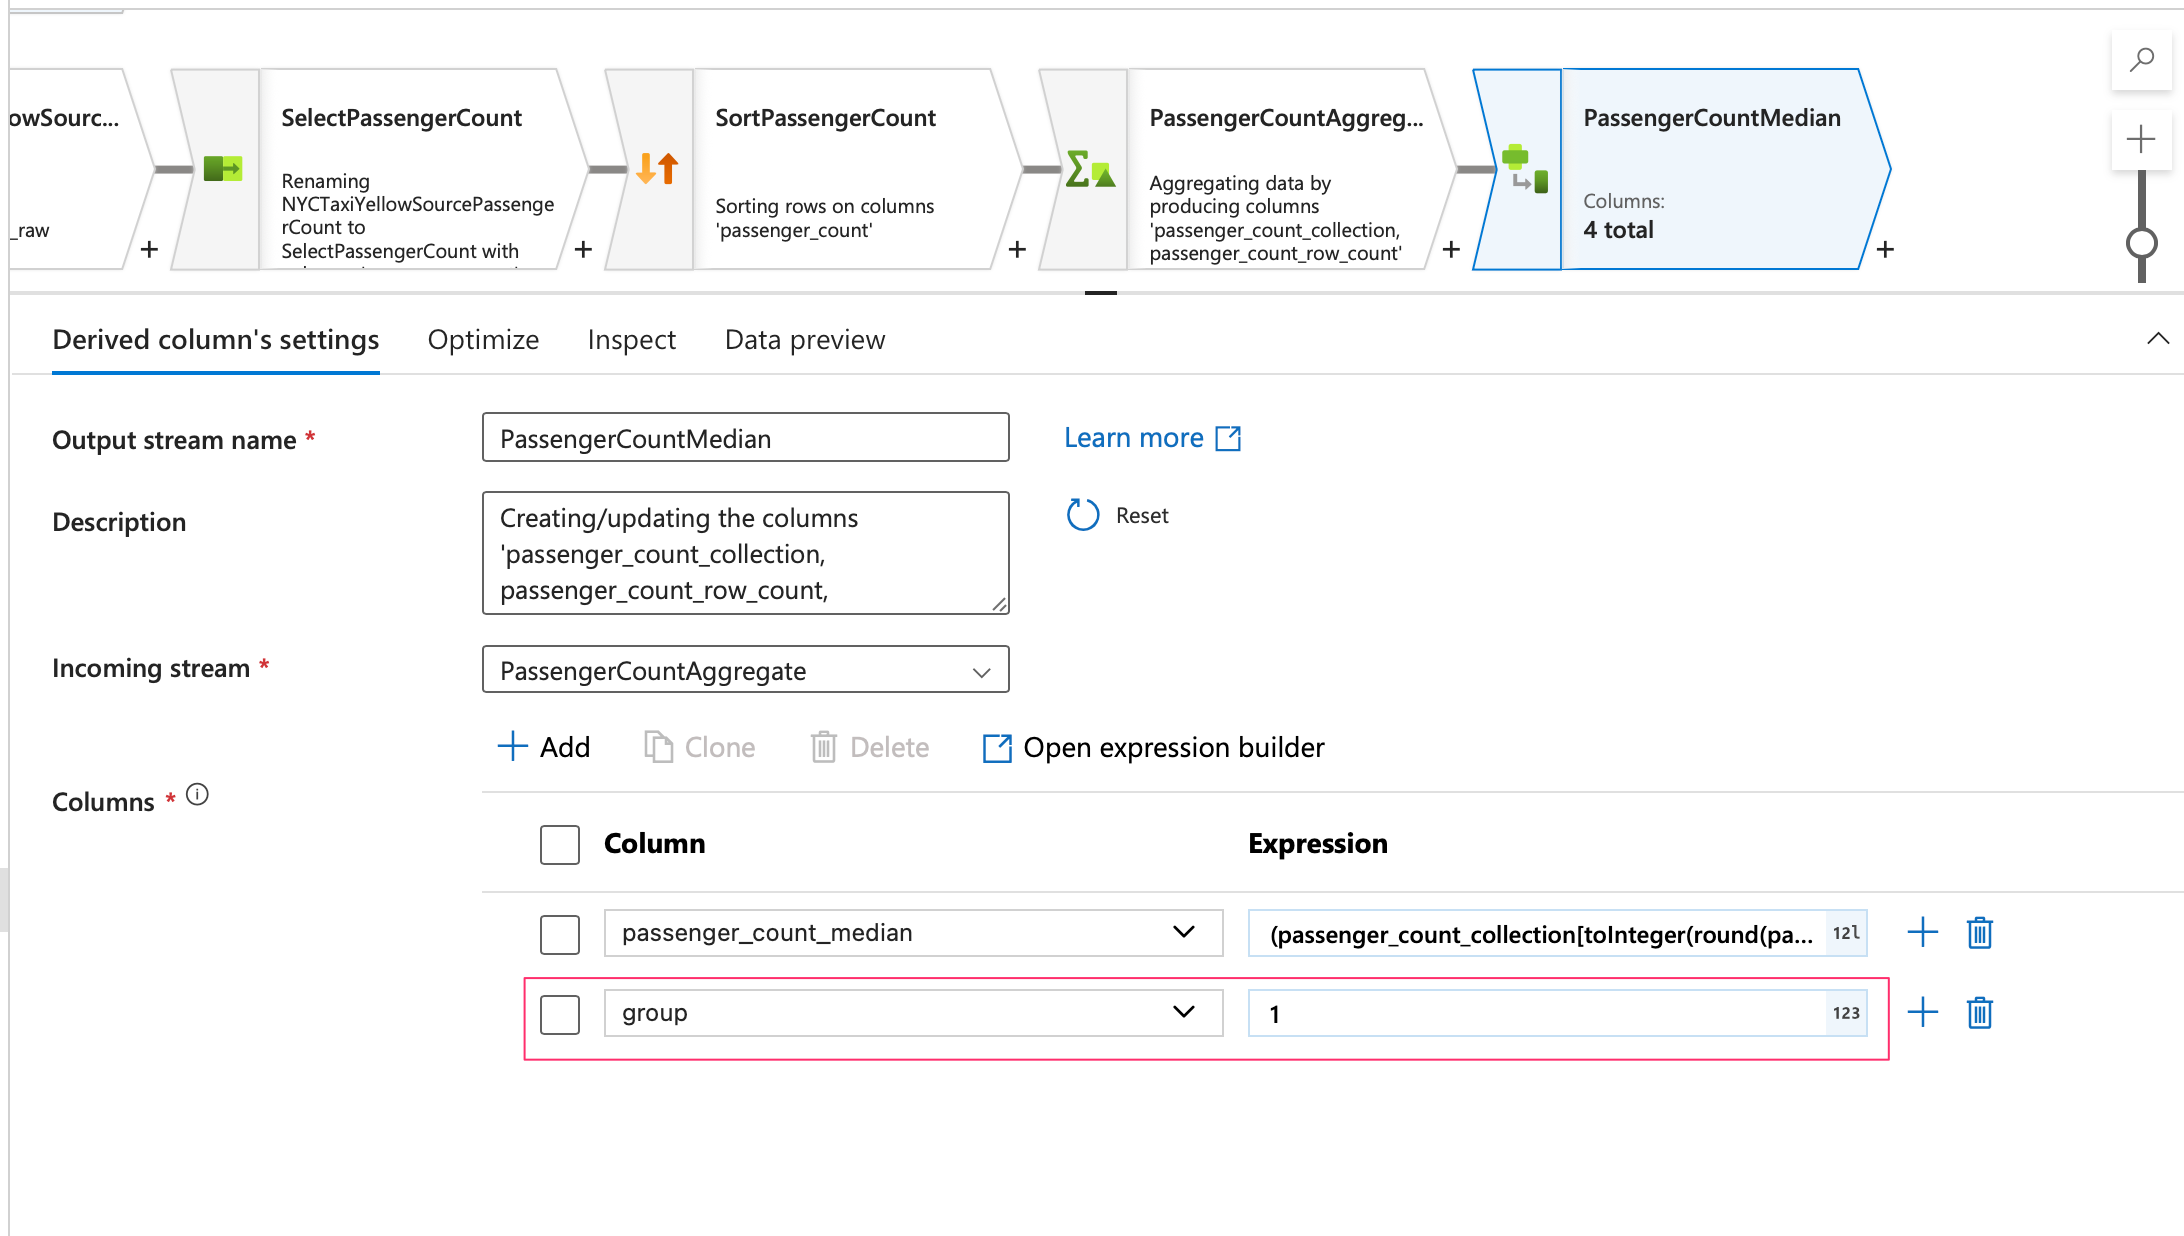 owSourc...
_raw
+
SelectPassengerCount
Renaming
NYCTaxiYellowSourcePassenge
rCount to
SelectPassengerCount with
+
SortPassengerCount
Sorting rows on columns
'passenger_count'
+
PassengerCountAggreg...
Aggregating data by
producing columns
'passenger_count_collection,
passenger_count_row_count'
+
PassengerCountMedian
Columns:
4 total
+
Derived column's settings
Optimize
Inspect
Data preview
Output stream name *
PassengerCountMedian
Learn more
Description
Creating/updating the columns
'passenger_count_collection,
passenger_count_row_count,
Reset
Incoming stream *
PassengerCountAggregate
Add
Clone
Delete
Open expression builder
Columns *
Column
Expression
passenger_count_median
(passenger_count_collection[toInteger(round(pa...
12l
group
1
123